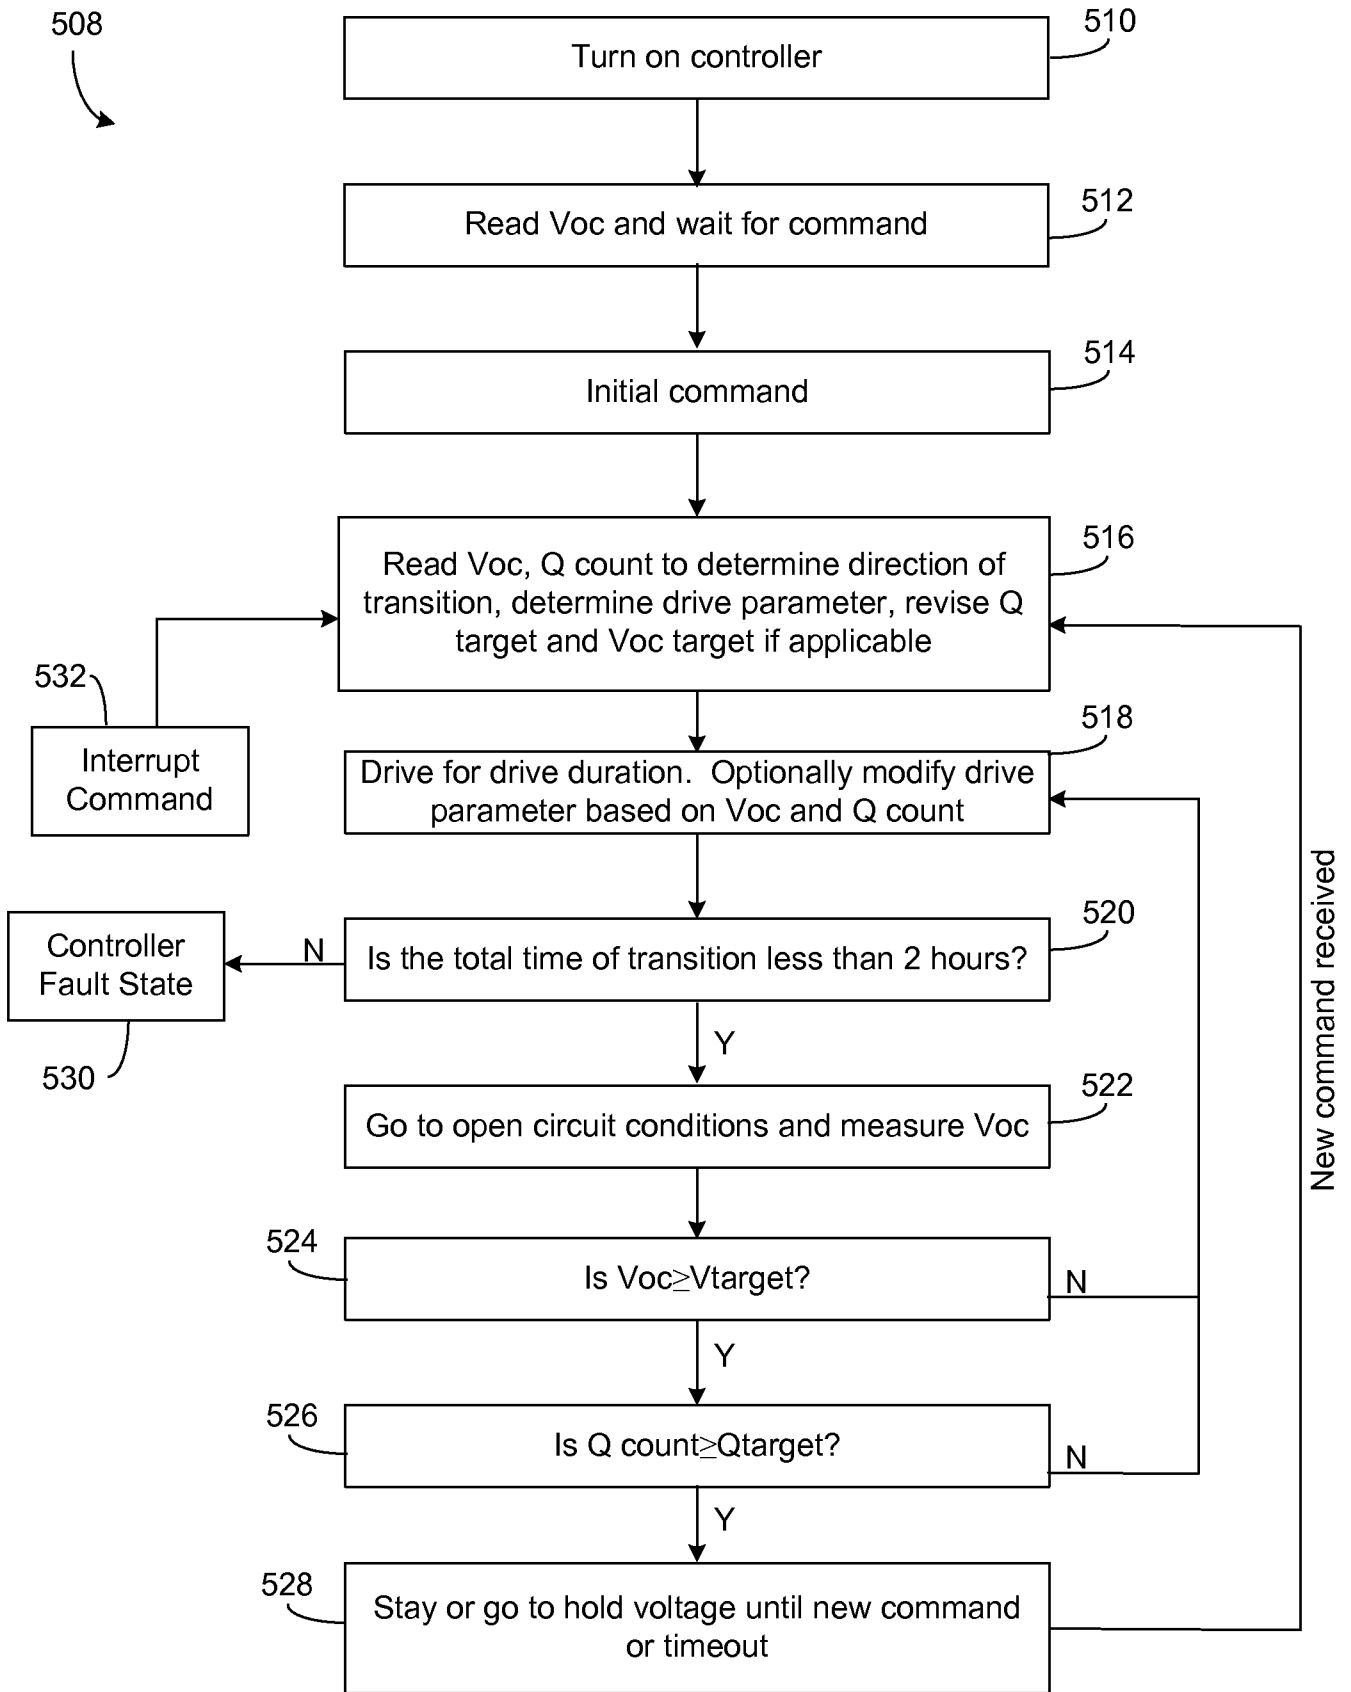 508
510
Turn on controller
512
Read Voc and wait for command
514
Initial command
516
Read Voc, Q count to determine direction of
transition, determine drive parameter, revise Q
target and Voc target if applicable
532
Interrupt
Command
518
Drive for drive duration.  Optionally modify drive
parameter based on Voc and Q count
New command received
520
Controller
Fault State
N
Is the total time of transition less than 2 hours?
530
Y
522
Go to open circuit conditions and measure Voc
524
Is Voc≥Vtarget?
N
Y
526
Is Q count≥Qtarget?
N
Y
528
Stay or go to hold voltage until new command
or timeout